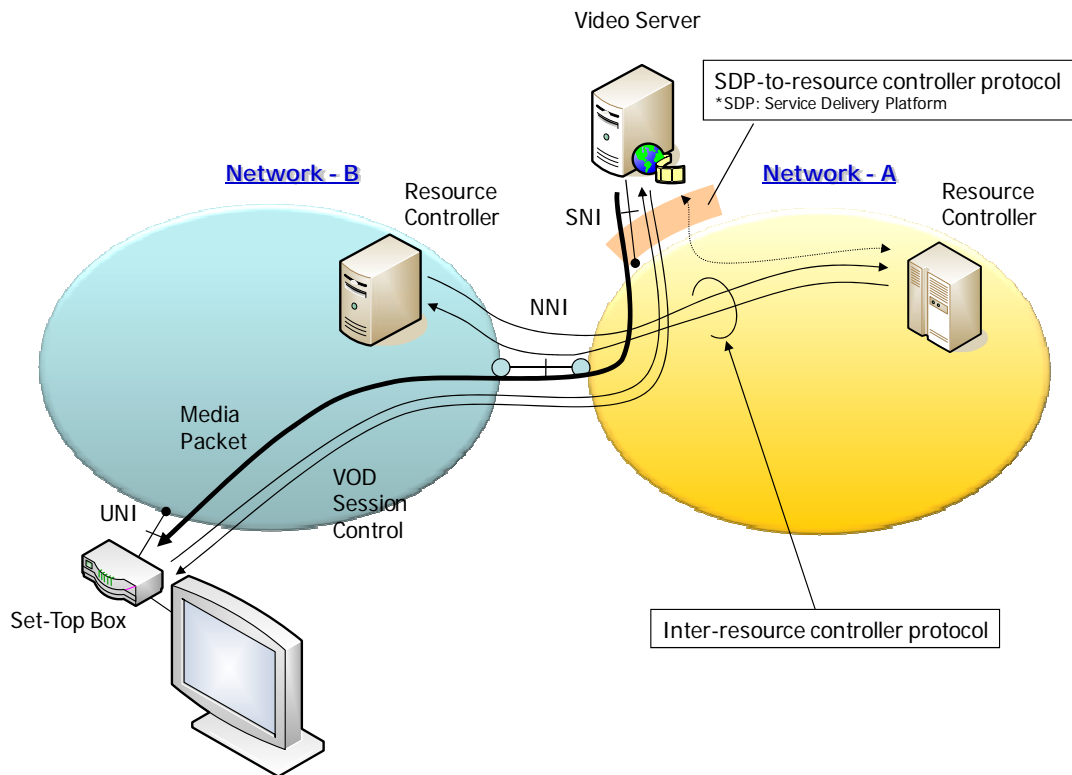 Video Server
SDP-to-resource controller protocol
*SDP: Service Delivery Platform
Network - B
Network - A
Resource
Controller
SNI
Resource
Controller
NNI
Media
Packet
VOD
Session
Control
UNI
Set-Top Box
Inter-resource controller protocol